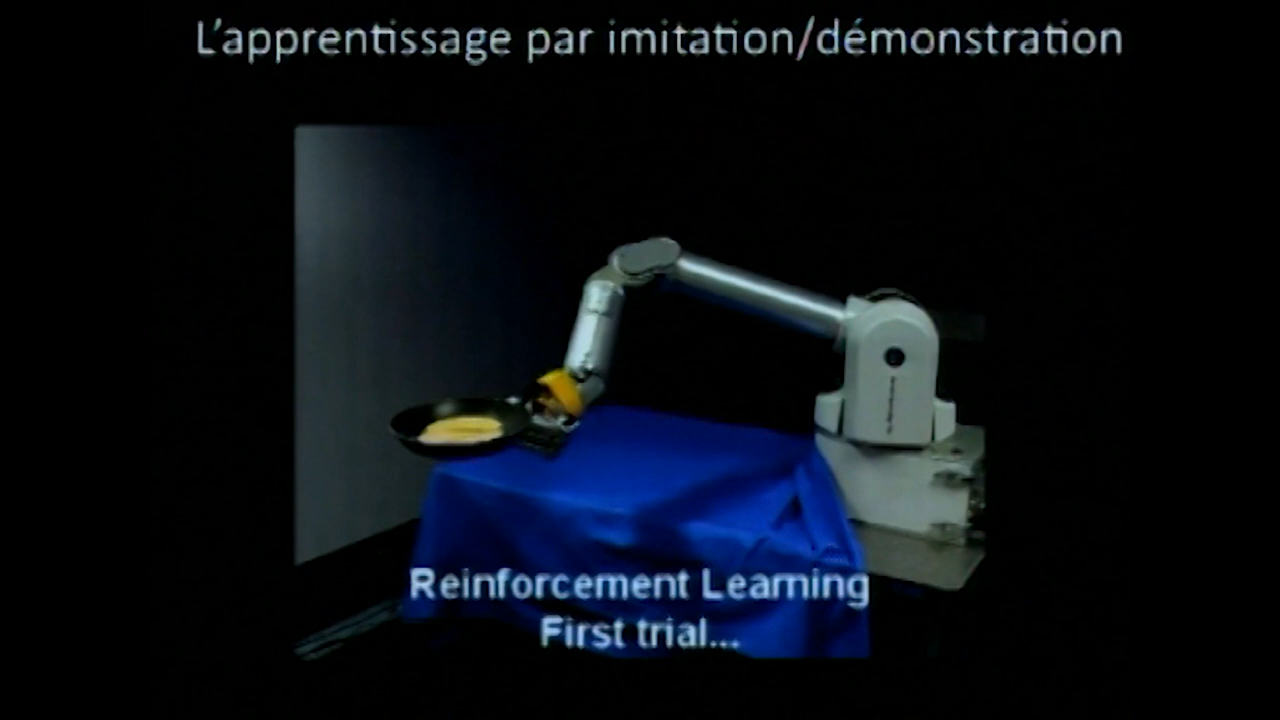 L'apprentissage par imitation/démonstration
Reinforcement Learning
First trial...